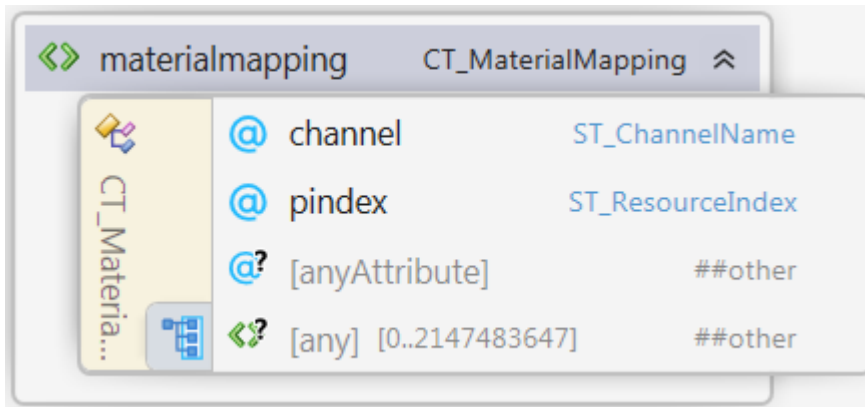 materialmapping CT_MaterialMapping
@ channel ST_ChannelName
@ pindex ST_ResourceIndex
@? [anyAttribute] ##other
? [any] [0..2147483647] ##other
CT_Materia...